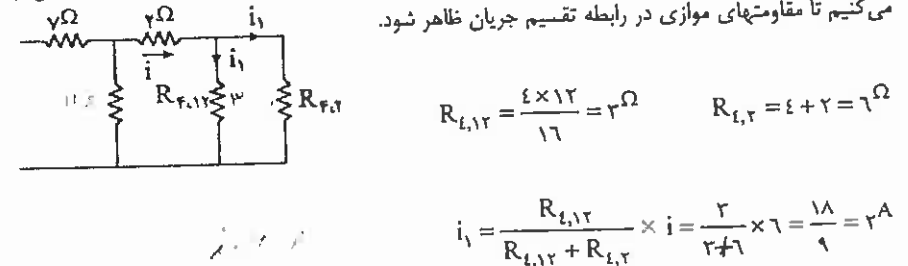 می‌کنیم تا مقاومتهای موازی در رابطه تقسیم جریان ظاهر شود.
۷Ω ۲Ω i₁
i i₁
R₄,₁₂ ۳ R₄,₂
R₄,₁₂ = ۴×۱۲/۱۶ = ۳Ω R₄,₂ = ۴+۲ = ۶Ω
i₁ = R₄,₁₂/(R₄,₁₂ + R₄,₂) × i = ۳/(۳+۶) × ۶ = ۱۸/۹ = ۲A